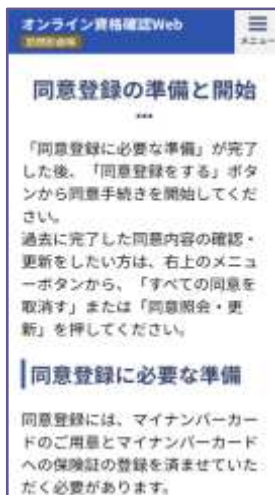 オンライン資格確認Web
メニュー
同意登録の準備と開始
「同意登録に必要な準備」が完了
した後、「同意登録をする」ボタ
ンから同意手続きを開始してくだ
さい。
過去に完了した同意内容の確認・
更新をしたい方は、右上のメニュ
ーボタンから、「すべての同意を
取消す」または「同意照会・更
新」を押してください。
同意登録に必要な準備
同意登録には、マイナンバーカー
ドのご用意とマイナンバーカード
への保険証の登録を済ませていた
だく必要があります。